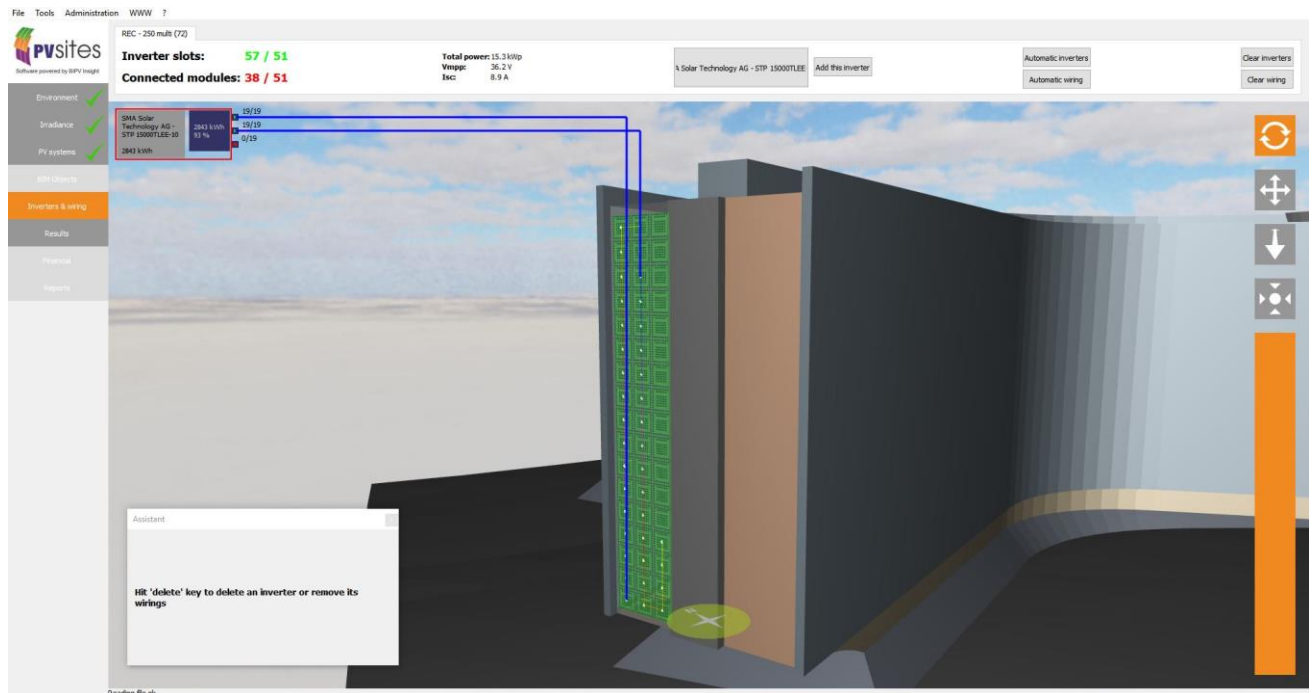 File Tools Administration WWW ?
PVsites
Software powered by BIPV Insight
Environment
Irradiance
PV systems
BIM Objects
Inverters & wiring
Results
Financial
Reports
REC - 250 multi (72)
Inverter slots: 57 / 51
Connected modules: 38 / 51
Total power: 15.3 kWp
Vmpp: 36.2 V
Isc: 8.9 A
Solar Technology AG - STP 15000TLEE
Add this inverter
Automatic inverters
Automatic wiring
Clear inverters
Clear wiring
SMA Solar
Technology AG -
STP 15000TLEE-10
2843 kWh
2843 kWh
93 %
19/19
19/19
0/19
Assistant
Hit 'delete' key to delete an inverter or remove its
wirings
Reading file ok